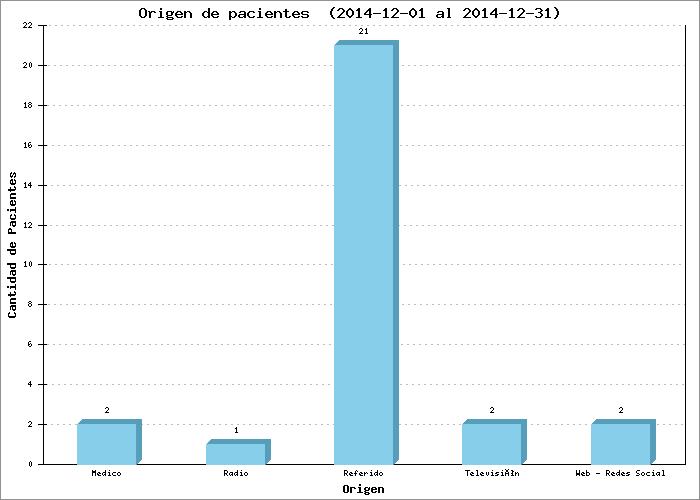 Origen de pacientes (2014-12-01 al 2014-12-31)
Cantidad de Pacientes
22
20
18
16
14
12
10
8
6
4
2
0
2
1
21
2
2
Medico
Radio
Referido
TelevisiÃ³n
Web - Redes Social
Origen